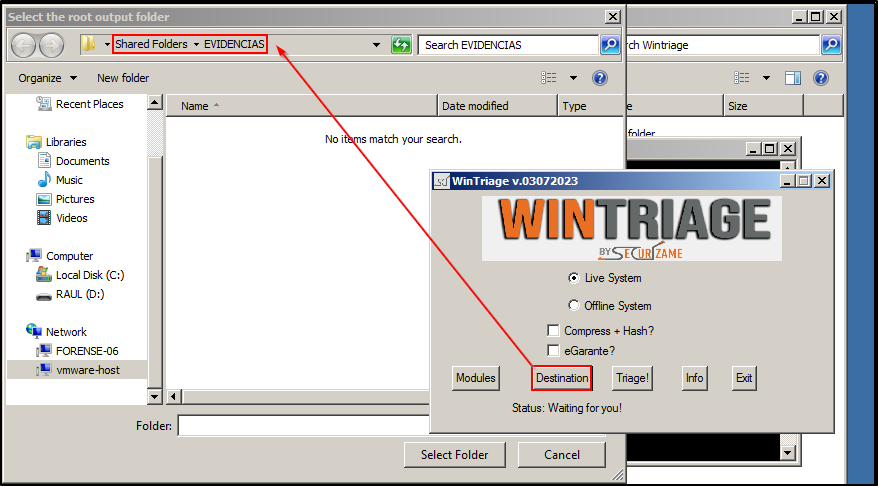 Select the root output folder
Shared Folders EVIDENCIAS
Search EVIDENCIAS
rch Wintriage
Organize
New folder
Recent Places
Libraries
Documents
Music
Pictures
Videos
Computer
Local Disk (C:)
RAUL (D:)
Network
FORENSE-06
vmware-host
Name
Date modified
Type
e
Size
No items match your search.
folder
WinTriage v.03072023
WINTRIAGE
BY SECURIZAME
Live System
Offline System
Compress + Hash?
eGarante?
Modules
Destination
Triage!
Info
Exit
Status: Waiting for you!
Folder:
Select Folder
Cancel